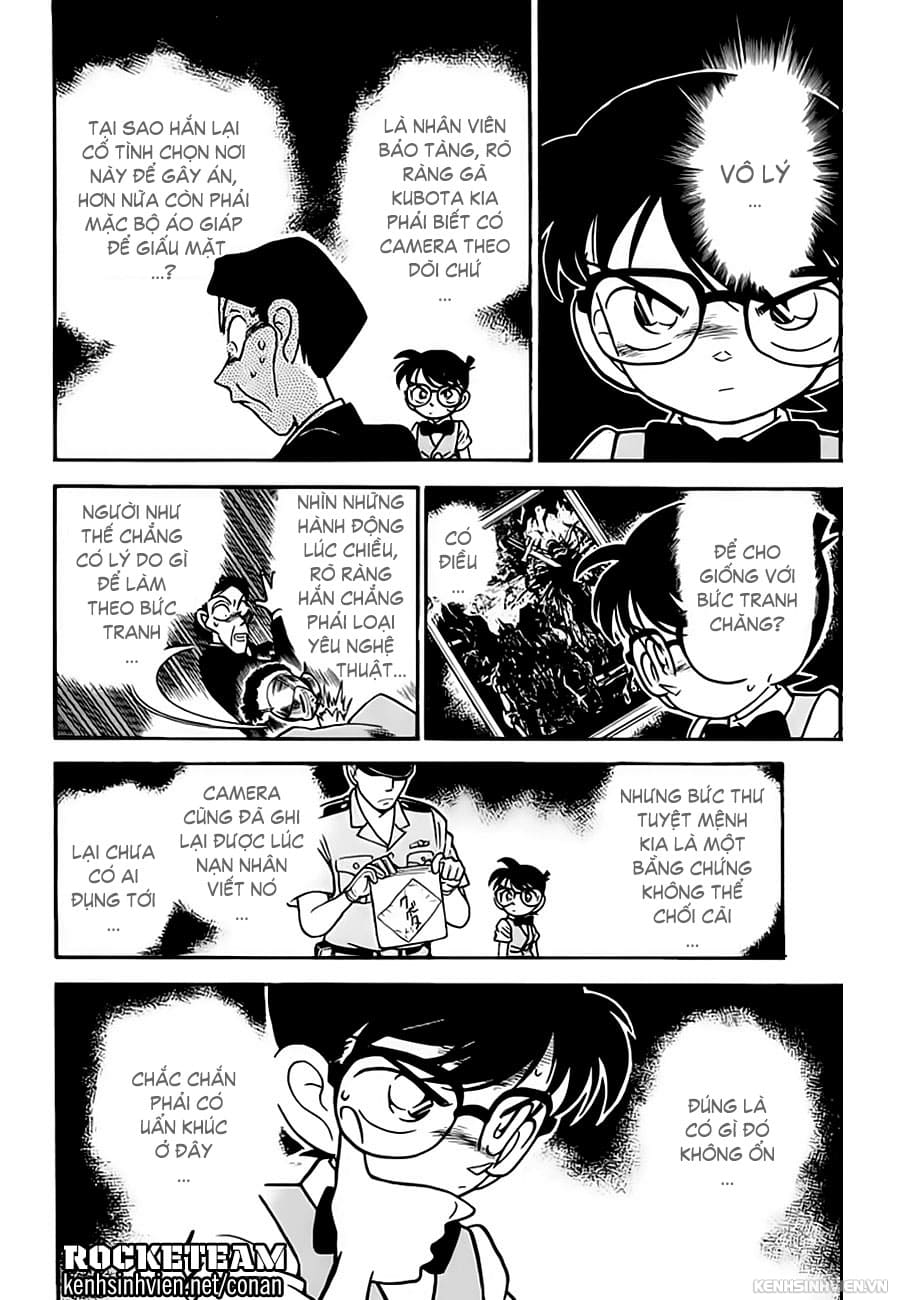 VÔ LÝ
...
LÀ NHÂN VIÊN
BẢO TÀNG, RÕ
RÀNG GÃ
KUBOTA KIA
PHẢI BIẾT CÓ
CAMERA THEO
DÕI CHỨ
...
TẠI SAO HẮN LẠI
CỐ TÌNH CHỌN NƠI
NÀY ĐỂ GÂY ÁN,
HƠN NỮA CÒN PHẢI
MẶC BỘ ÁO GIÁP
ĐỂ GIẤU MẶT
...?
ĐỂ CHO
GIỐNG VỚI
BỨC TRANH
CHĂNG?
CÓ
ĐIỀU
...
NHÌN NHỮNG
HÀNH ĐỘNG
LÚC CHIỀU,
RÕ RÀNG
HẮN CHẲNG
PHẢI LOẠI
YÊU NGHỆ
THUẬT...
NGƯỜI NHƯ
THẾ CHẲNG
CÓ LÝ DO GÌ
ĐỂ LÀM
THEO BỨC
TRANH
...
NHƯNG BỨC THƯ
TUYỆT MỆNH
KIA LÀ MỘT
BẰNG CHỨNG
KHÔNG THỂ
CHỐI CÃI
...
CAMERA
CŨNG ĐÃ GHI
LẠI ĐƯỢC LÚC
NẠN NHÂN
VIẾT NÓ
...
LẠI CHƯA
CÓ AI
ĐỤNG TỚI
...
クボタ
ĐÚNG LÀ
CÓ GÌ ĐÓ
KHÔNG ỔN
...
CHẮC CHẮN
PHẢI CÓ
UẨN KHÚC
Ở ĐÂY
...
ROCKETEAM
kenhsinhvien.net/conan
KENHSINHVIEN.VN